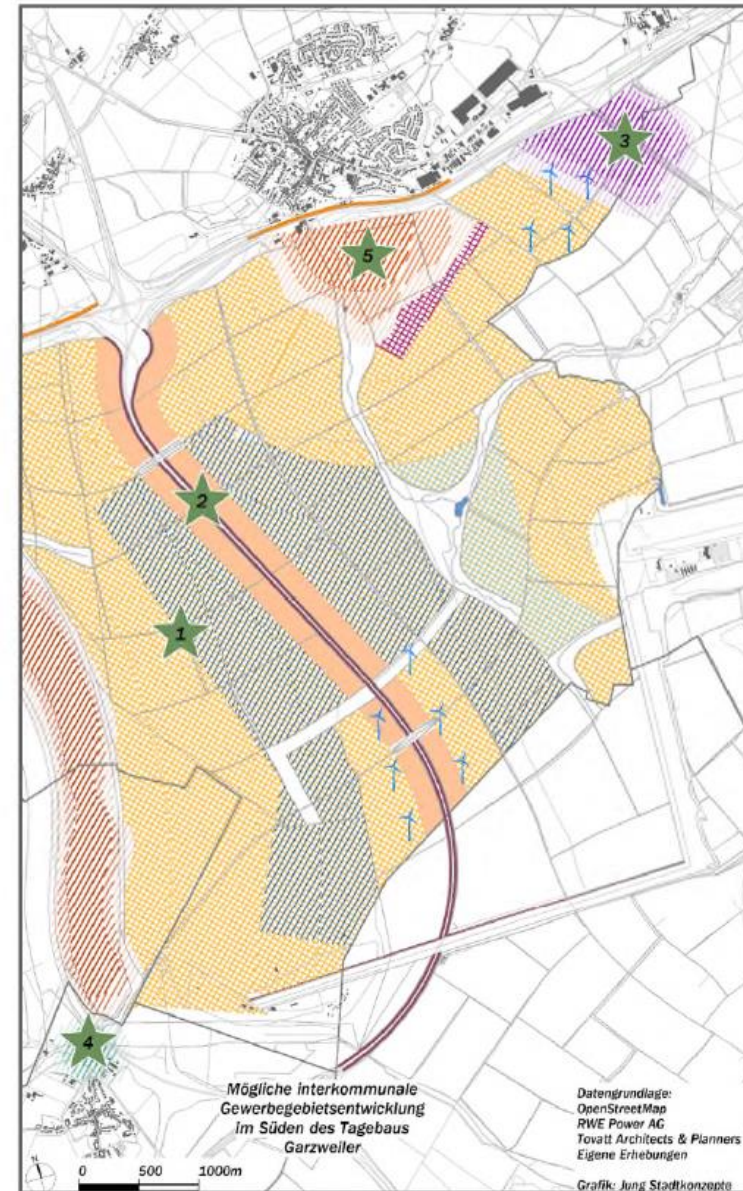 3
5
2
1
4
Mögliche interkommunale
Gewerbegebietsentwicklung
im Süden des Tagebaus
Garzweiler
Datengrundlage:
OpenStreetMap
RWE Power AG
Tovatt Architects & Planners
Eigene Erhebungen
Grafik: Jung Stadtkonzepte
N
0 500 1000m